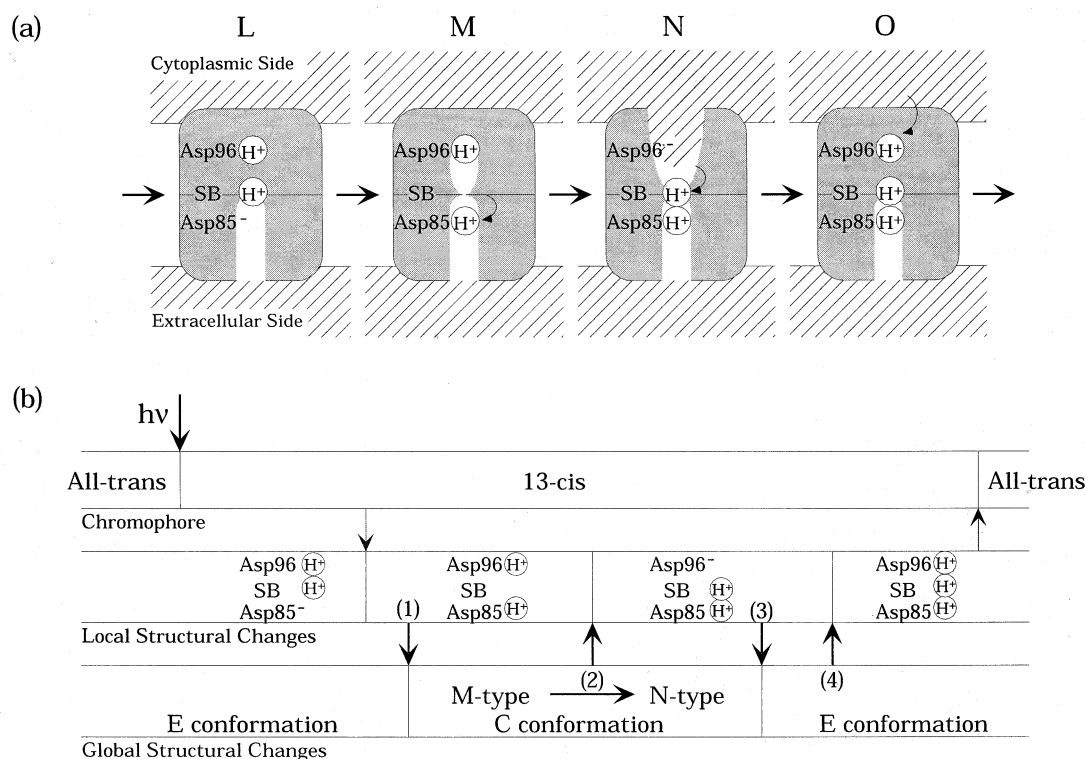 (a)
L M N O
Cytoplasmic Side
Asp96 H+ Asp96 H+ Asp96- Asp96 H+
SB H+ SB SB H+ SB H+
Asp85- Asp85 H+ Asp85 H+ Asp85 H+
Extracellular Side
(b)
hν
All-trans 13-cis All-trans
Chromophore
Asp96 H+ Asp96 H+ Asp96- Asp96 H+
SB H+ SB SB H+ SB H+
Asp85- (1) Asp85 H+ Asp85 H+ (3) Asp85 H+
Local Structural Changes
(2) (4)
M-type N-type
E conformation C conformation E conformation
Global Structural Changes